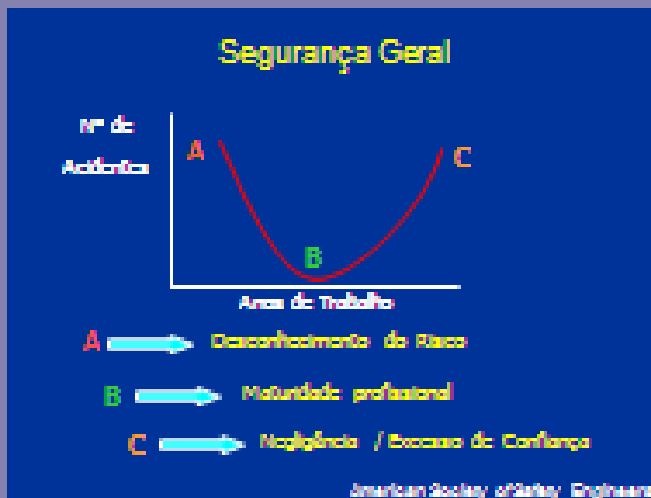 Segurança Geral
Nº de
Acidentes
A
C
B
Anos de Trabalho
A Desconhecimento do Risco
B Maturidade profissional
C Negligência / Excesso de Confiança
American Society of Safety Engineers